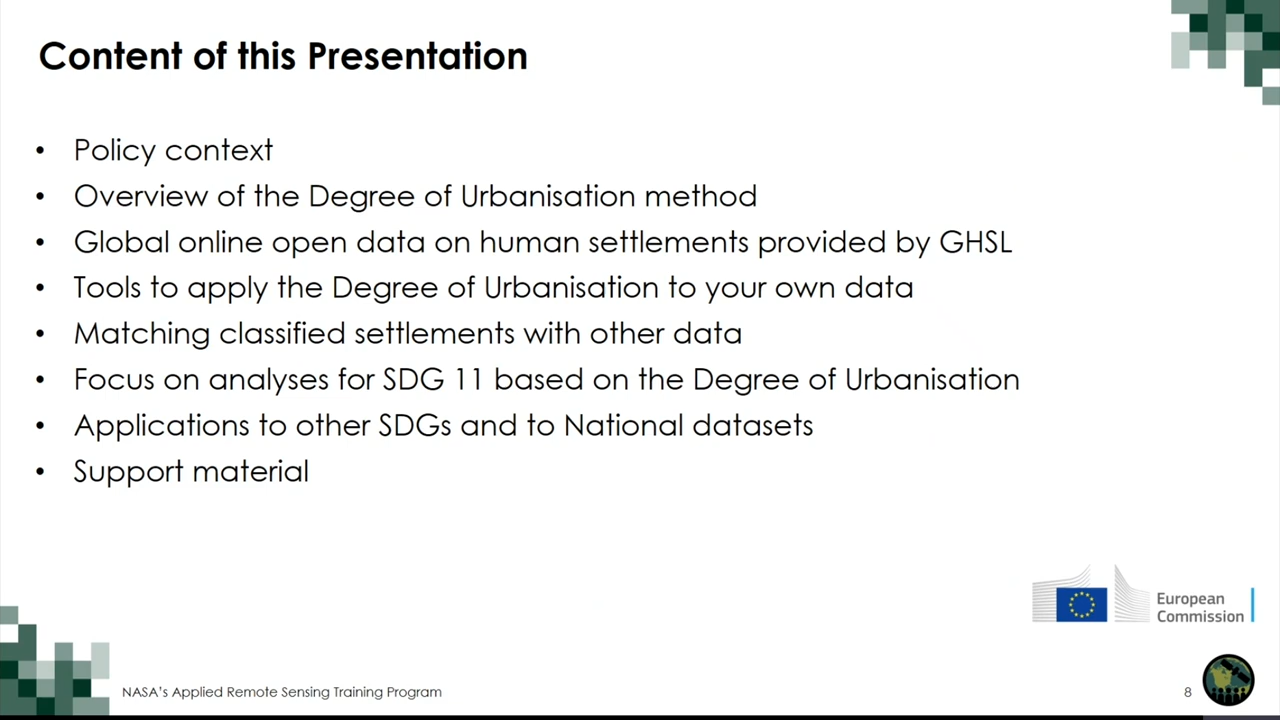 Content of this Presentation
• Policy context
• Overview of the Degree of Urbanisation method
• Global online open data on human settlements provided by GHSL
• Tools to apply the Degree of Urbanisation to your own data
• Matching classified settlements with other data
• Focus on analyses for SDG 11 based on the Degree of Urbanisation
• Applications to other SDGs and to National datasets
• Support material
European
Commission
NASA's Applied Remote Sensing Training Program
8